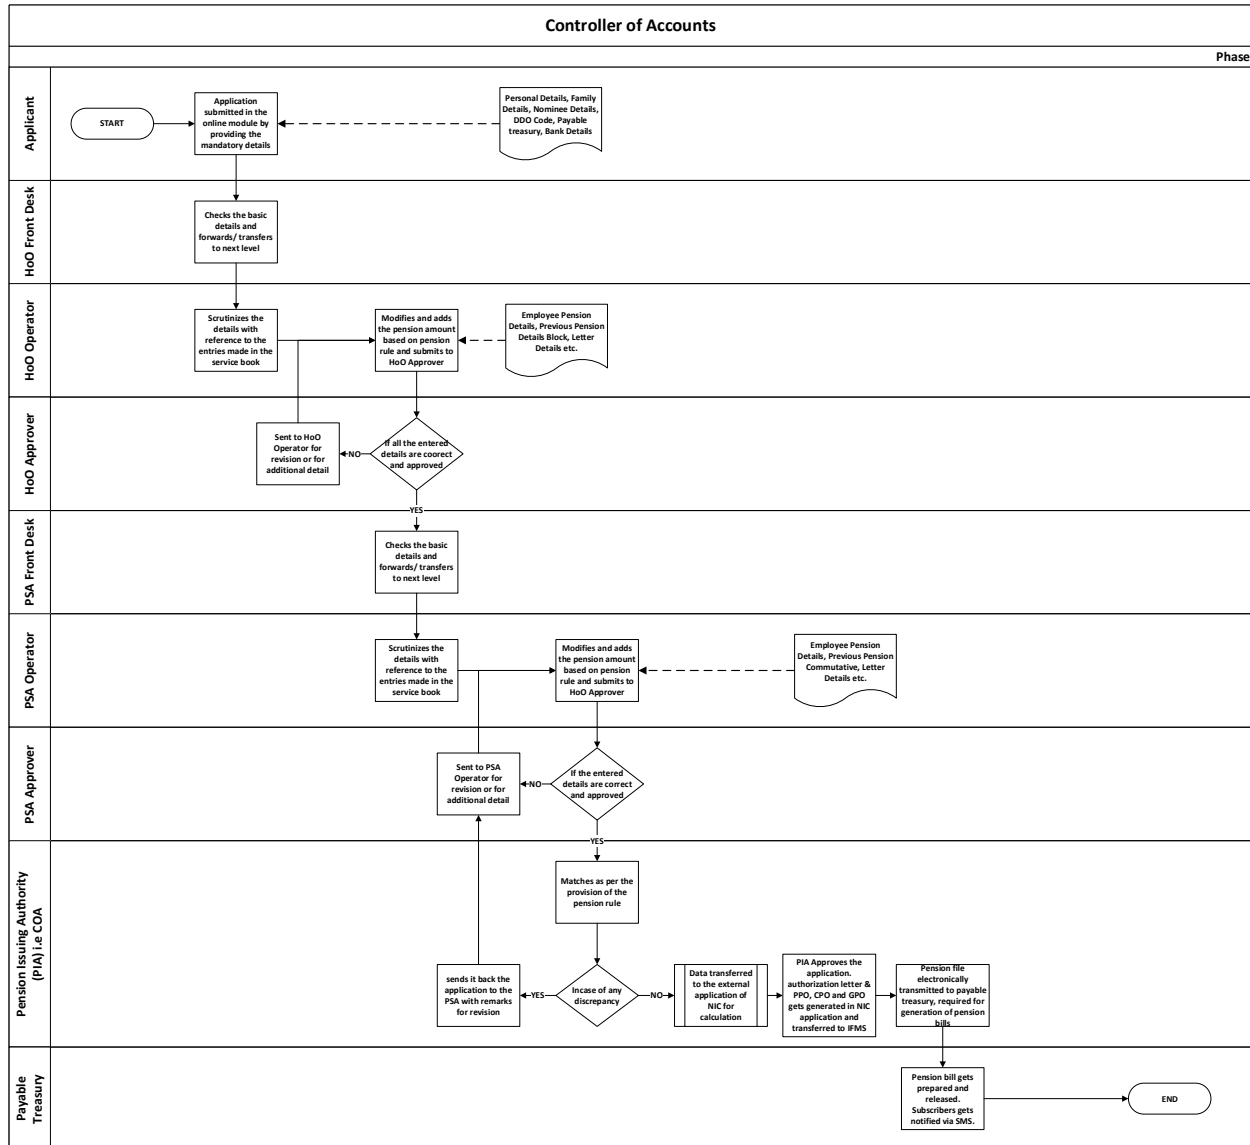 Controller of Accounts
Phase
Applicant
START
Application
submitted in the
online module by
providing the
mandatory details
Personal Details, Family
Details, Nominee Details,
DDO Code, Payable
treasury, Bank Details
HoO Front Desk
Checks the basic
details and
forwards/ transfers
to next level
HoO Operator
Scrutinizes the
details with
reference to the
entries made in the
service book
Modifies and adds
the pension amount
based on pension
rule and submits to
HoO Approver
Employee Pension
Details, Previous Pension
Details Block, Letter
Details etc.
HoO Approver
Sent to HoO
Operator for
revision or for
additional detail
NO
If all the entered
details are coorect
and approved
YES
PSA Front Desk
Checks the basic
details and
forwards/ transfers
to next level
PSA Operator
Scrutinizes the
details with
reference to the
entries made in the
service book
Modifies and adds
the pension amount
based on pension
rule and submits to
HoO Approver
Employee Pension
Details, Previous Pension
Commutative, Letter
Details etc.
PSA Approver
Sent to PSA
Operator for
revision or for
additional detail
NO
If the entered
details are correct
and approved
YES
Pension Issuing Authority
(PIA) i.e COA
Matches as per the
provision of the
pension rule
sends it back the
application to the
PSA with remarks
for revision
YES
Incase of any
discrepancy
NO
Data transferred
to the external
application of
NIC for
calculation
PIA Approves the
application.
authorization letter &
PPO, CPO and GPO
gets generated in NIC
application and
transferred to IFMS
Pension file
electronically
transmitted to payable
treasury, required for
generation of pension
bills
Payable
Treasury
Pension bill gets
prepared and
released.
Subscribers gets
notified via SMS.
END